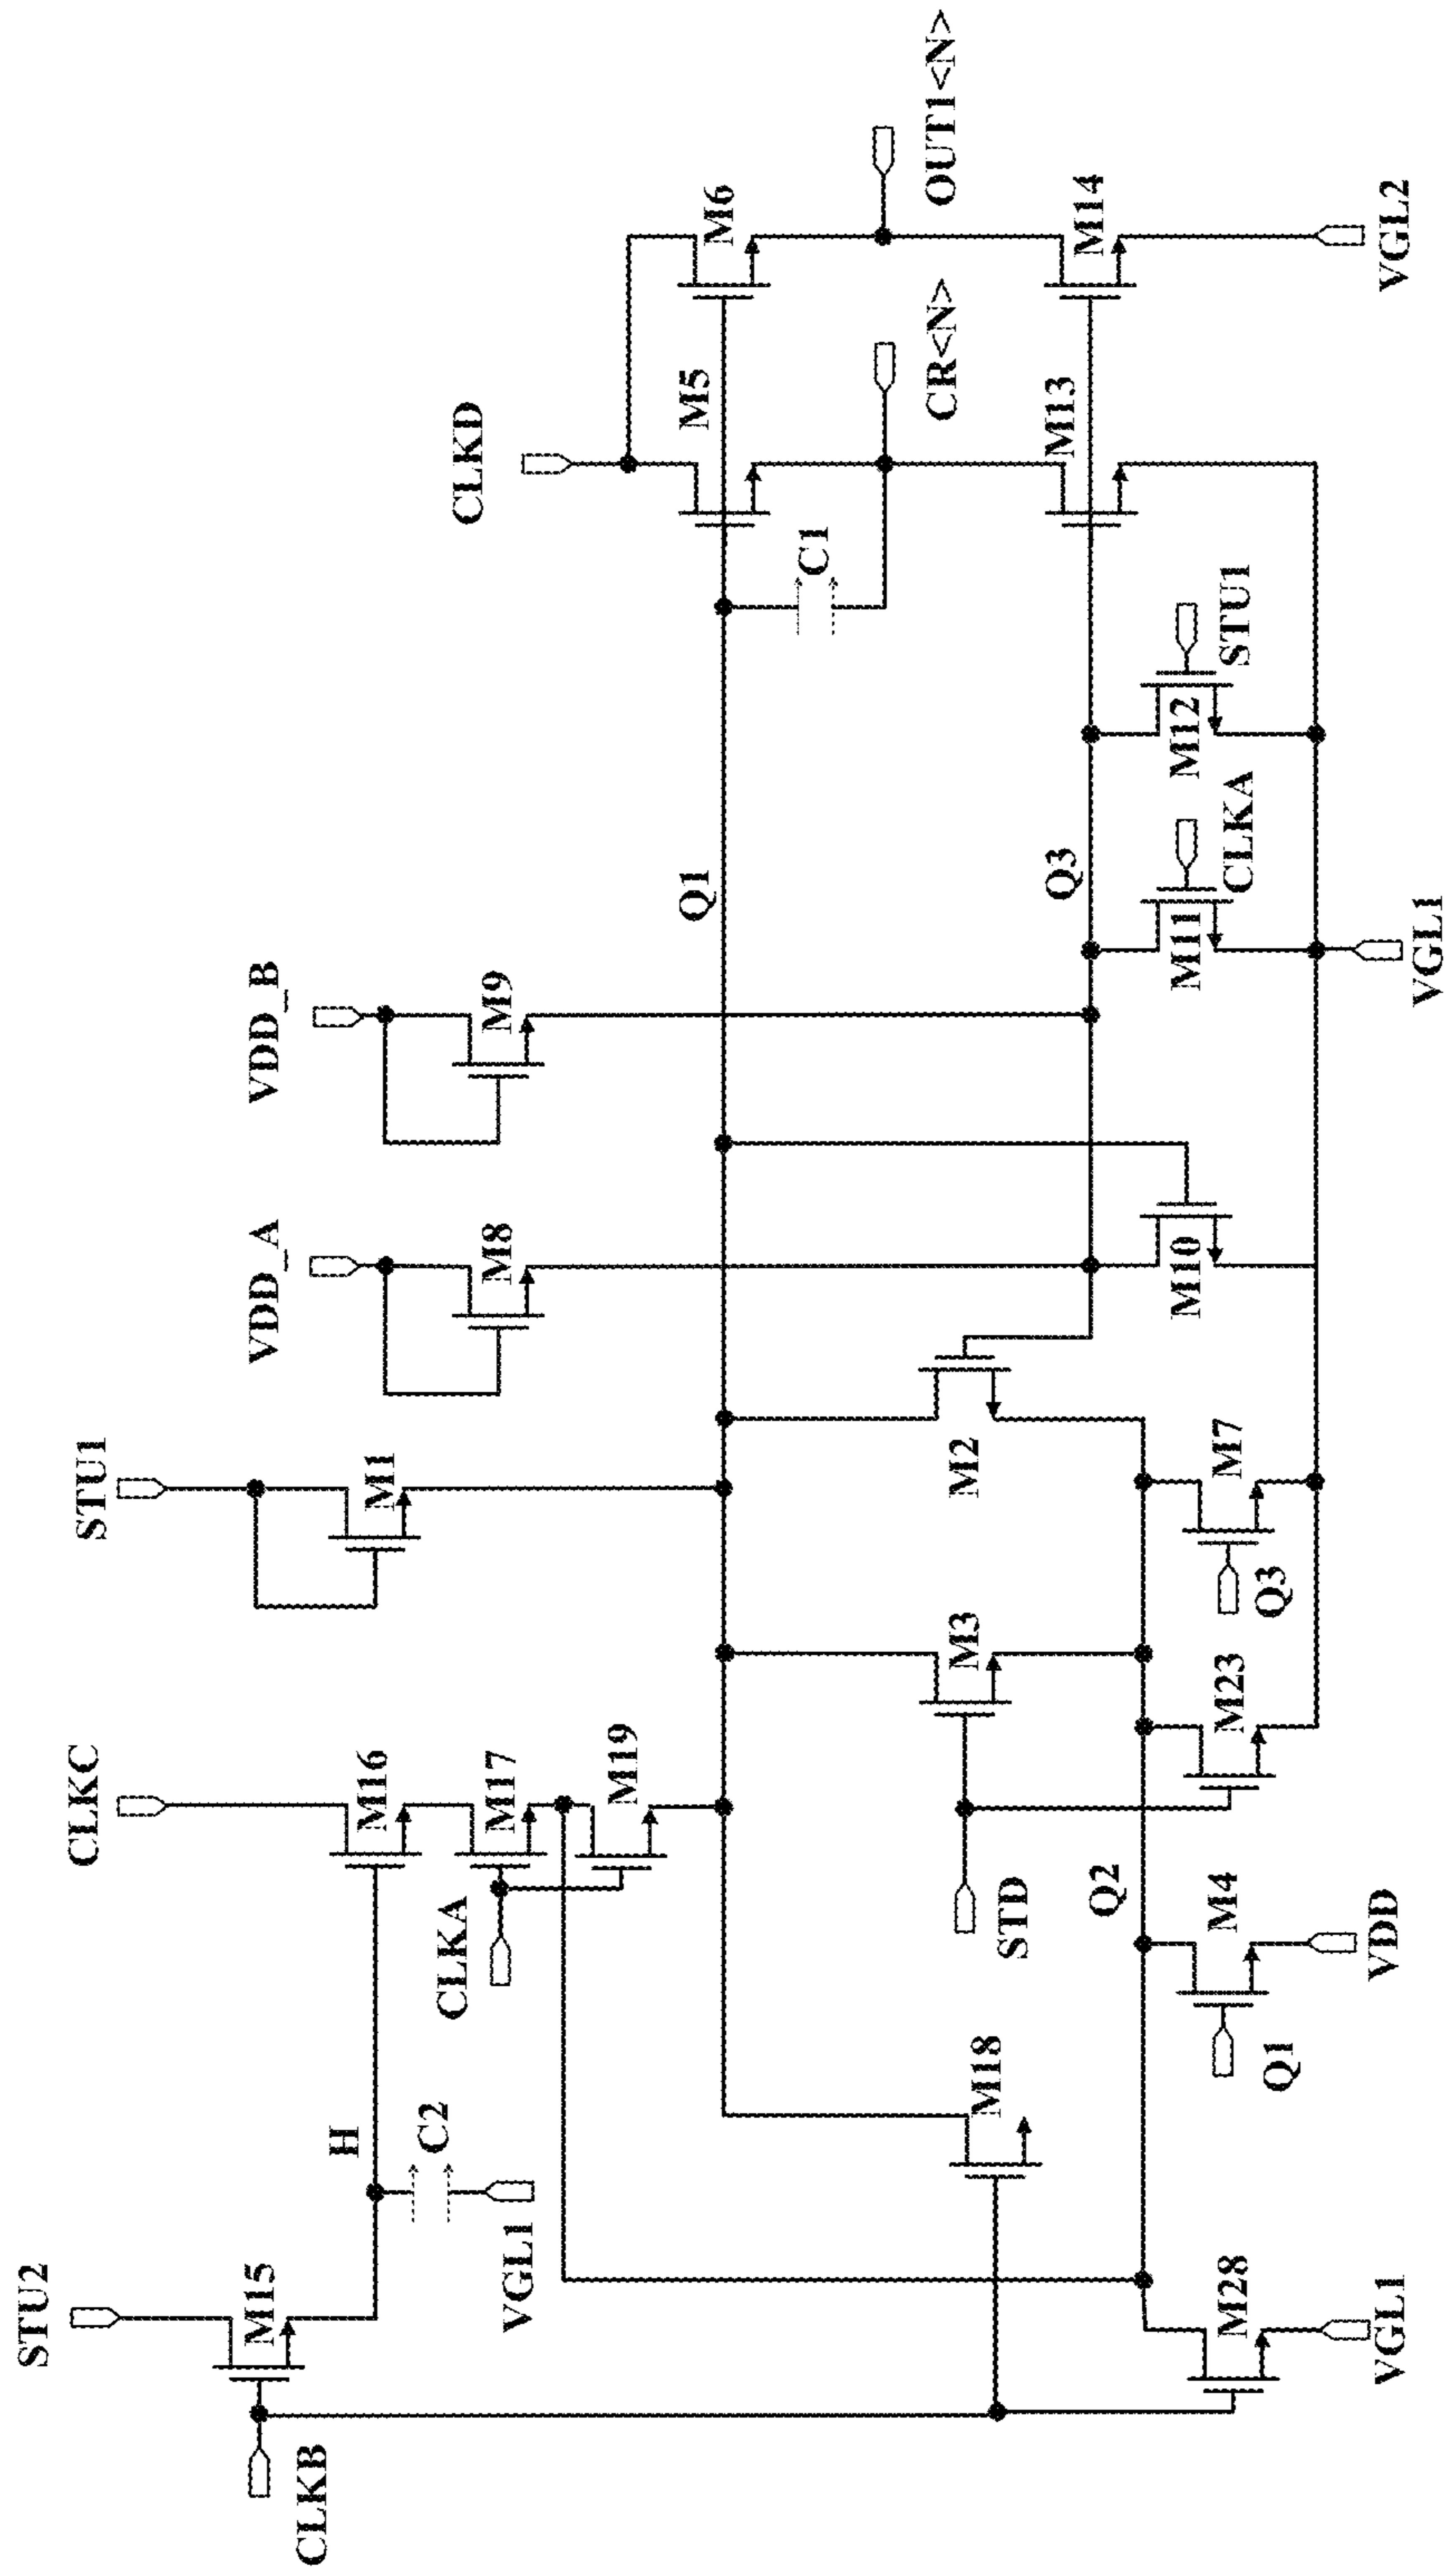 STU2
M15
CLKB
H
C2
VGL1
CLKC
M16
M17
CLKA
M19
STU1
M1
VDD_A
M8
VDD_B
M9
Q1
CLKD
M5
M6
C1
CR<N>
OUT1<N>
M18
STD
M3
M2
Q3
M13
M14
Q2
M28
VGL1
M4
Q1
VDD
M23
M7
Q3
M10
M11
CLKA
M12
STU1
VGL1
VGL2